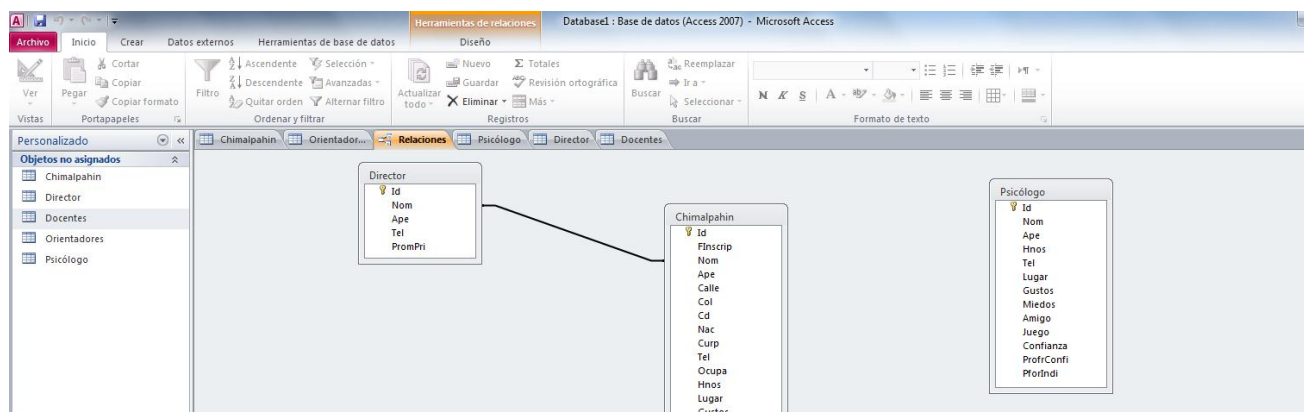 Herramientas de relaciones
Database1 : Base de datos (Access 2007) - Microsoft Access
Archivo Inicio Crear Datos externos Herramientas de base de datos Diseño
Ver
Vistas
Pegar
Cortar
Copiar
Copiar formato
Portapapeles
Filtro
Ascendente
Descendente
Quitar orden
Selección
Avanzadas
Alternar filtro
Ordenar y filtrar
Actualizar
todo
Nuevo
Guardar
Eliminar
Totales
Revisión ortográfica
Más
Registros
Buscar
Reemplazar
Ir a
Seleccionar
Buscar
N K S A
Formato de texto
Personalizado
Objetos no asignados
Chimalpahin
Director
Docentes
Orientadores
Psicólogo
Chimalpahin Orientador... Relaciones Psicólogo Director Docentes
Director
Id
Nom
Ape
Tel
PromPri
Chimalpahin
Id
FInscrip
Nom
Ape
Calle
Col
Cd
Nac
Curp
Tel
Ocupa
Hnos
Lugar
Gustos
Psicólogo
Id
Nom
Ape
Hnos
Tel
Lugar
Gustos
Miedos
Amigo
Juego
Confianza
ProfrConfi
PforIndi